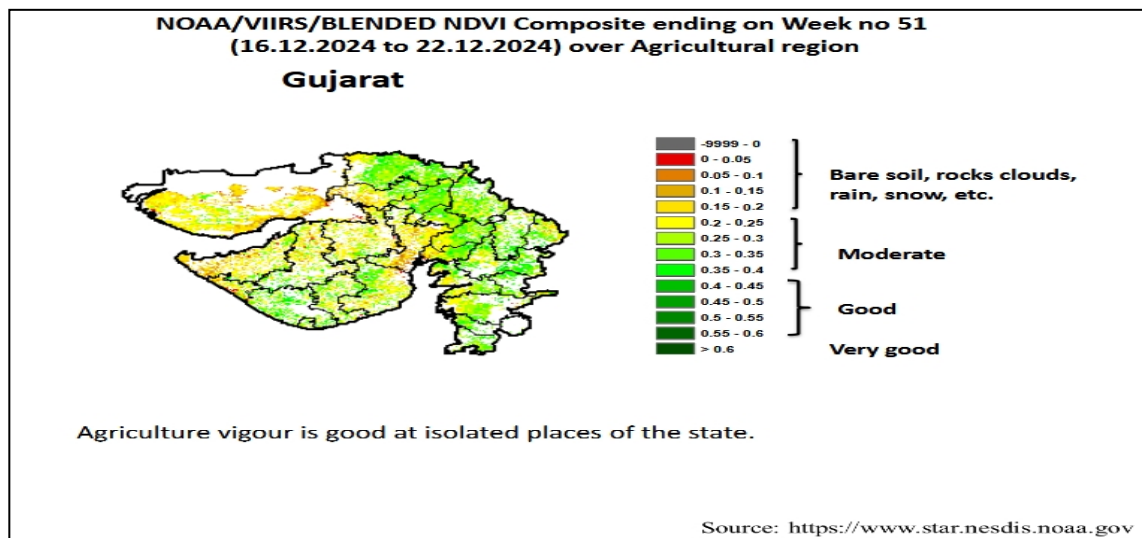 NOAA/VIIRS/BLENDED NDVI Composite ending on Week no 51
(16.12.2024 to 22.12.2024) over Agricultural region
Gujarat
-9999 - 0
0 - 0.05
0.05 - 0.1
0.1 - 0.15
0.15 - 0.2
0.2 - 0.25
0.25 - 0.3
0.3 - 0.35
0.35 - 0.4
0.4 - 0.45
0.45 - 0.5
0.5 - 0.55
0.55 - 0.6
> 0.6
Bare soil, rocks clouds,
rain, snow, etc.
Moderate
Good
Very good
Agriculture vigour is good at isolated places of the state.
Source: https://www.star.nesdis.noaa.gov